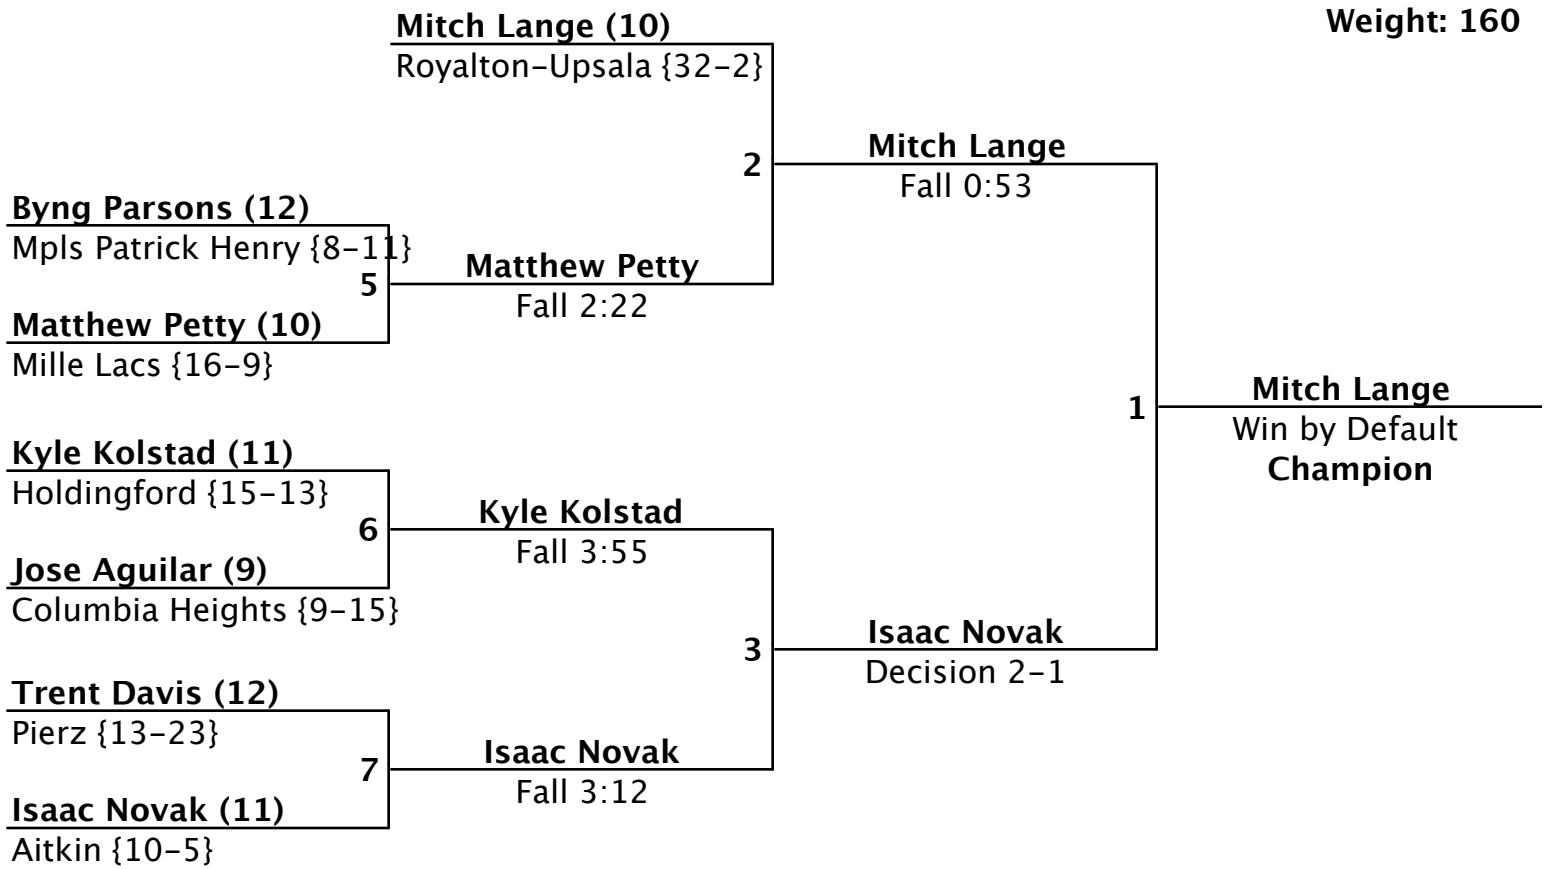 Weight: 160
Mitch Lange (10)
Royalton-Upsala {32-2}
2
Mitch Lange
Fall 0:53
Byng Parsons (12)
Mpls Patrick Henry {8-11}
5
Matthew Petty
Fall 2:22
Matthew Petty (10)
Mille Lacs {16-9}
1
Mitch Lange
Win by Default
Champion
Kyle Kolstad (11)
Holdingford {15-13}
6
Kyle Kolstad
Fall 3:55
Jose Aguilar (9)
Columbia Heights {9-15}
3
Isaac Novak
Decision 2-1
Trent Davis (12)
Pierz {13-23}
7
Isaac Novak
Fall 3:12
Isaac Novak (11)
Aitkin {10-5}